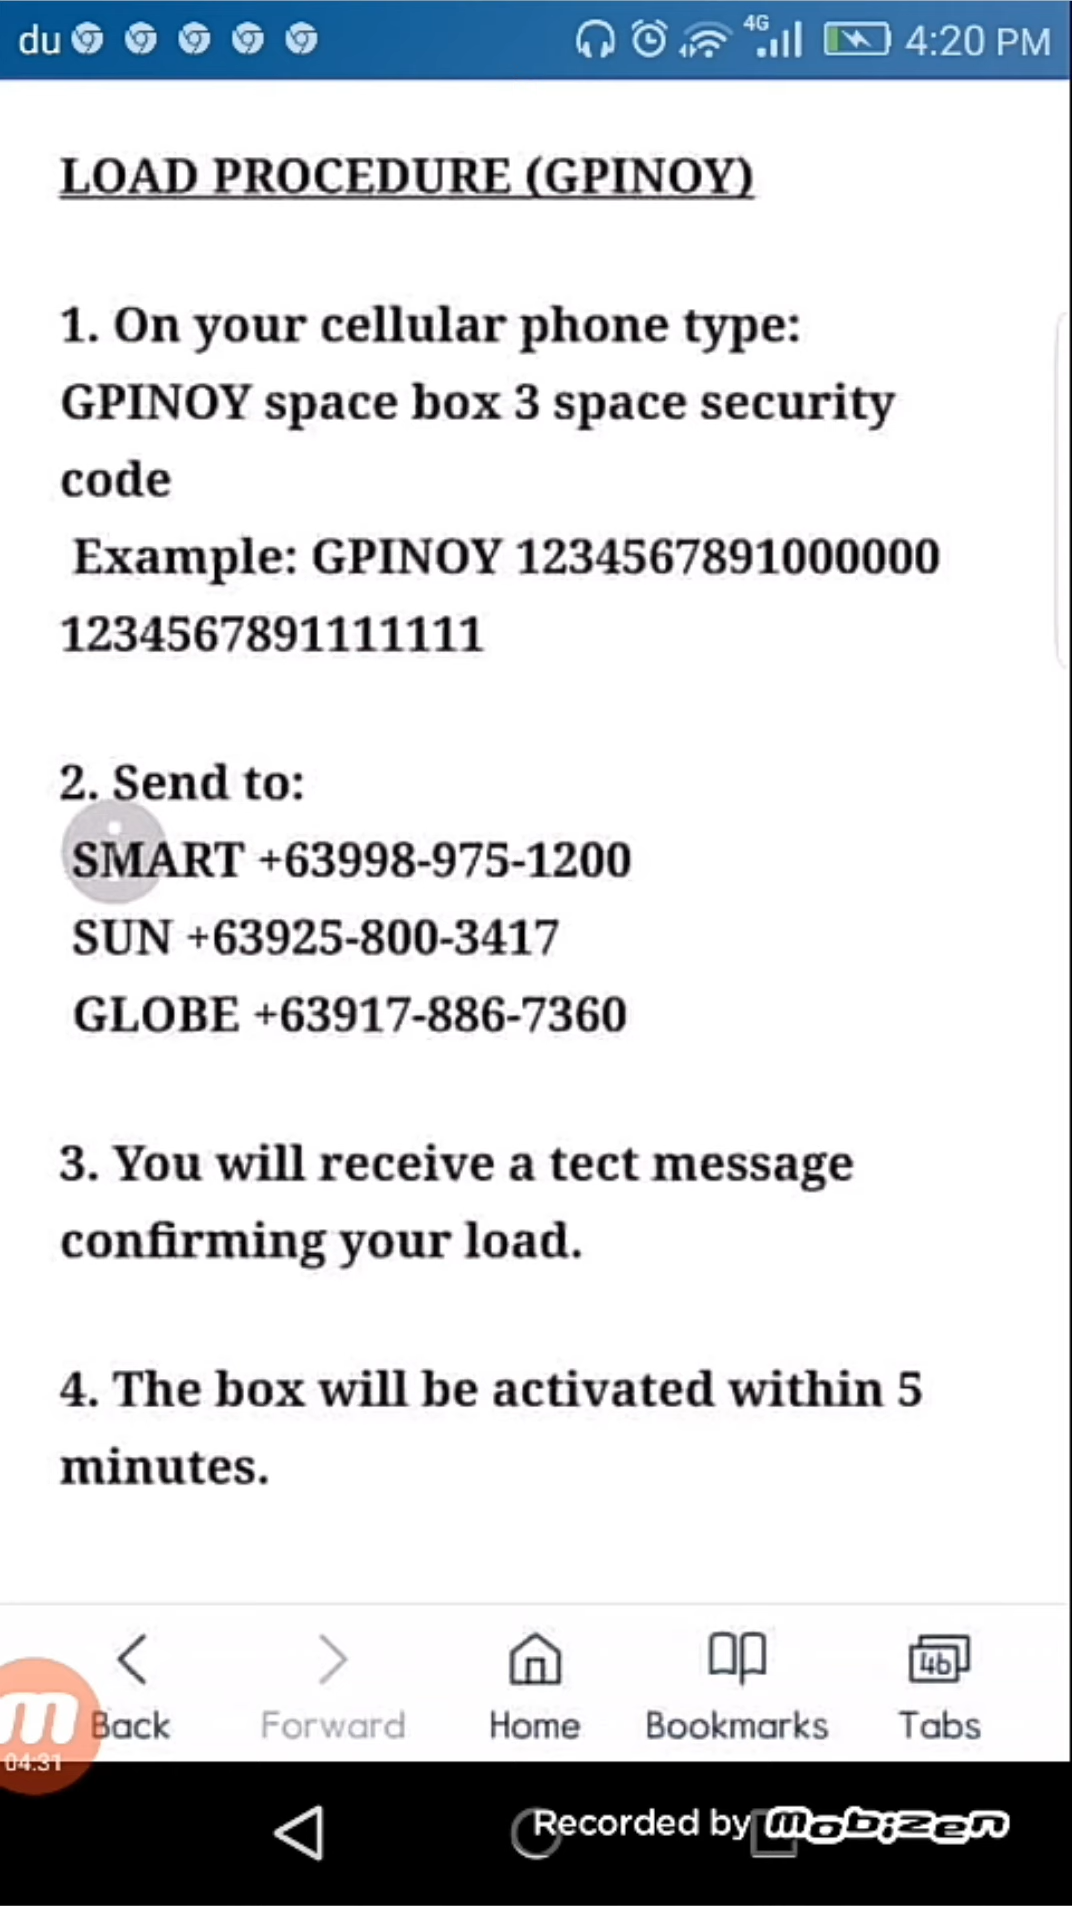 du 4G 4:20 PM
LOAD PROCEDURE (GPINOY)
1. On your cellular phone type:
GPINOY space box 3 space security
code
Example: GPINOY 1234567891000000
1234567891111111
2. Send to:
SMART +63998-975-1200
SUN +63925-800-3417
GLOBE +63917-886-7360
3. You will receive a tect message
confirming your load.
4. The box will be activated within 5
minutes.
46
Back Forward Home Bookmarks Tabs
m
04:31
Recorded by mobizen